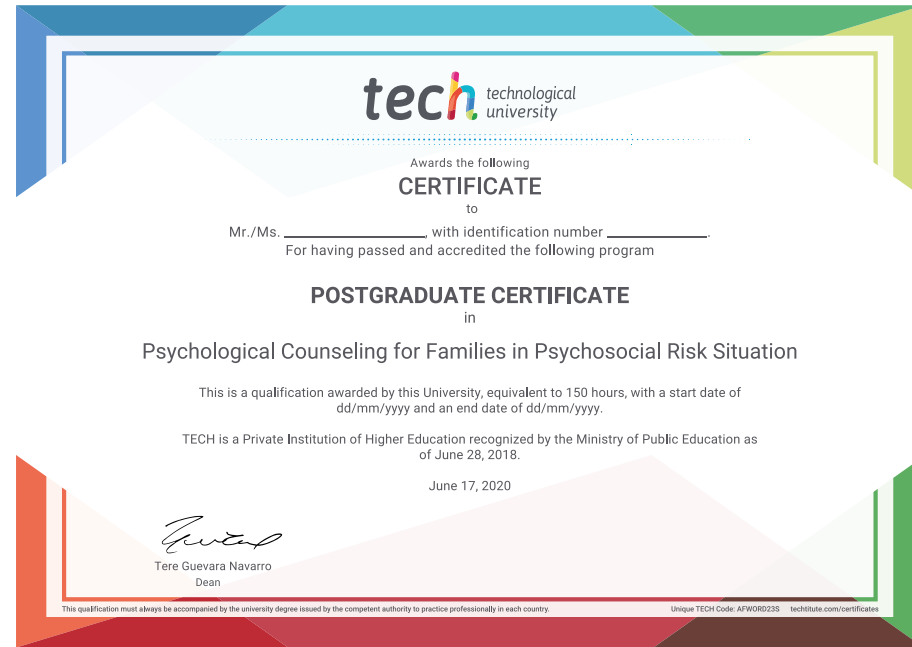 tech technological
university
Awards the following
CERTIFICATE
to
Mr./Ms. ____________________, with identification number ______________.
For having passed and accredited the following program
POSTGRADUATE CERTIFICATE
in
Psychological Counseling for Families in Psychosocial Risk Situation
This is a qualification awarded by this University, equivalent to 150 hours, with a start date of
dd/mm/yyyy and an end date of dd/mm/yyyy.
TECH is a Private Institution of Higher Education recognized by the Ministry of Public Education as
of June 28, 2018.
June 17, 2020
Tere Guevara Navarro
Dean
This qualification must always be accompanied by the university degree issued by the competent authority to practice professionally in each country.
Unique TECH Code: AFWORD23S techtitute.com/certificates